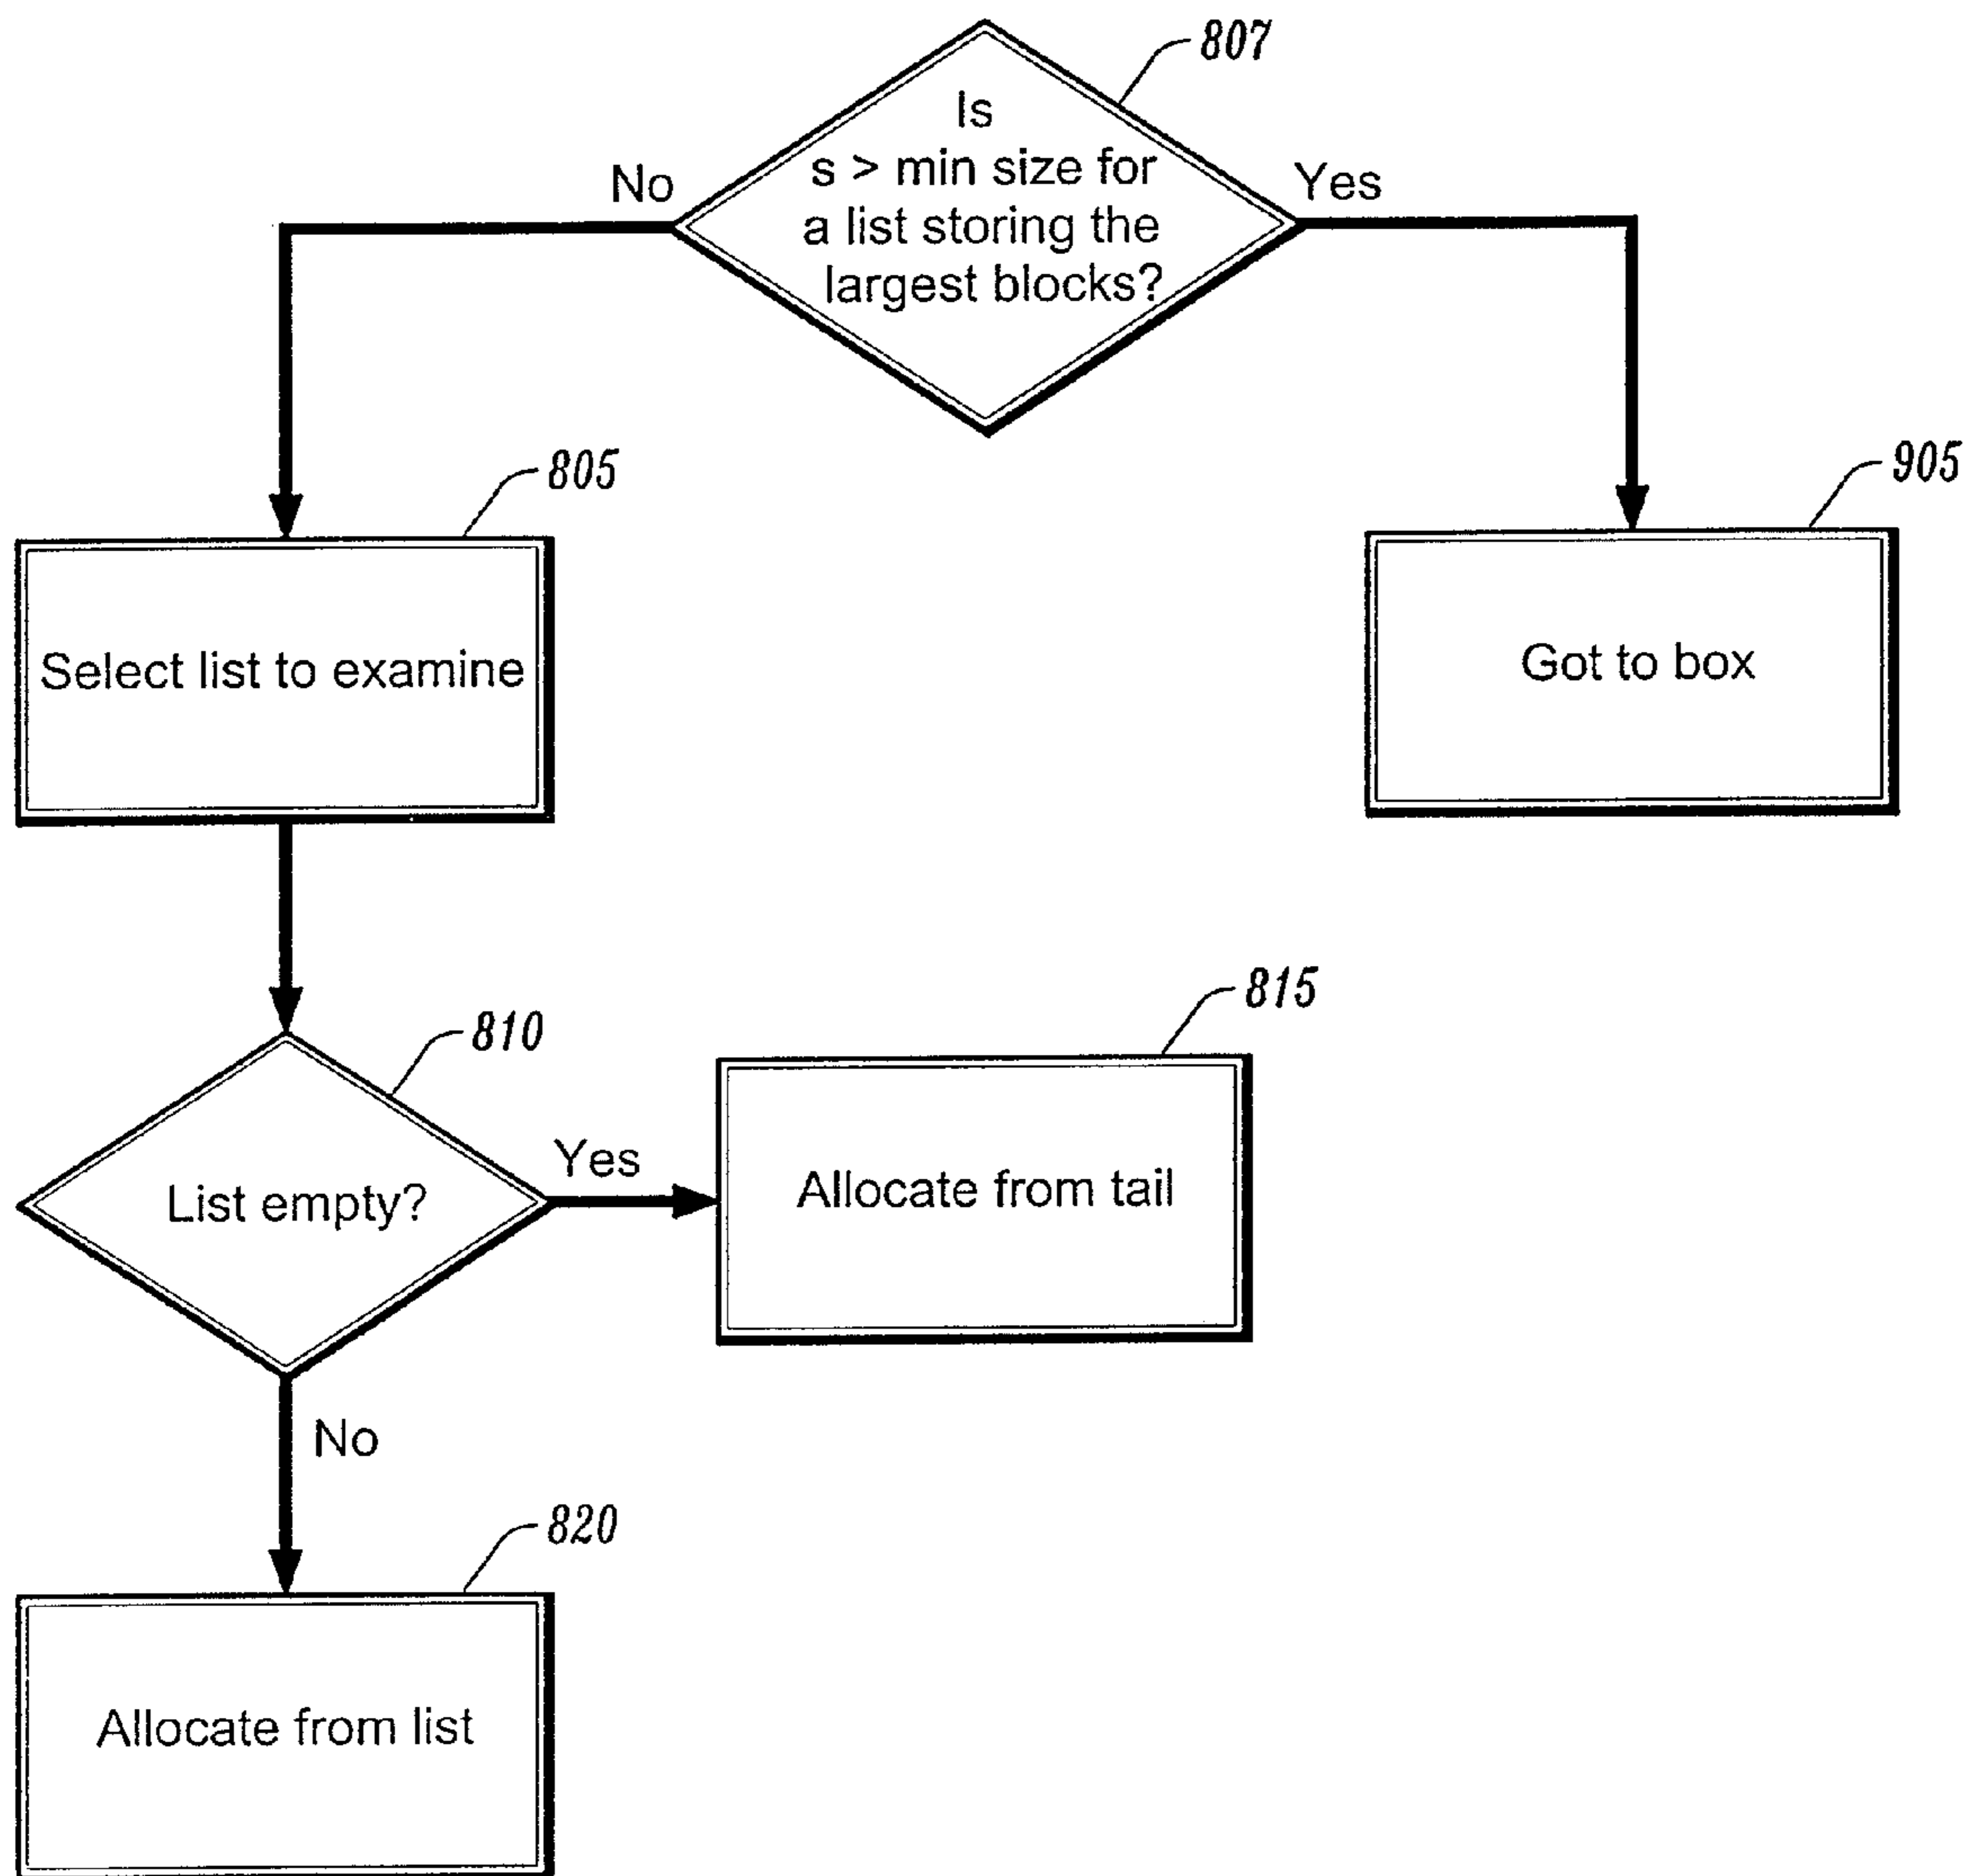 807
Is
s > min size for
a list storing the
largest blocks?
No
Yes
805
Select list to examine
905
Got to box
810
List empty?
Yes
815
Allocate from tail
No
820
Allocate from list